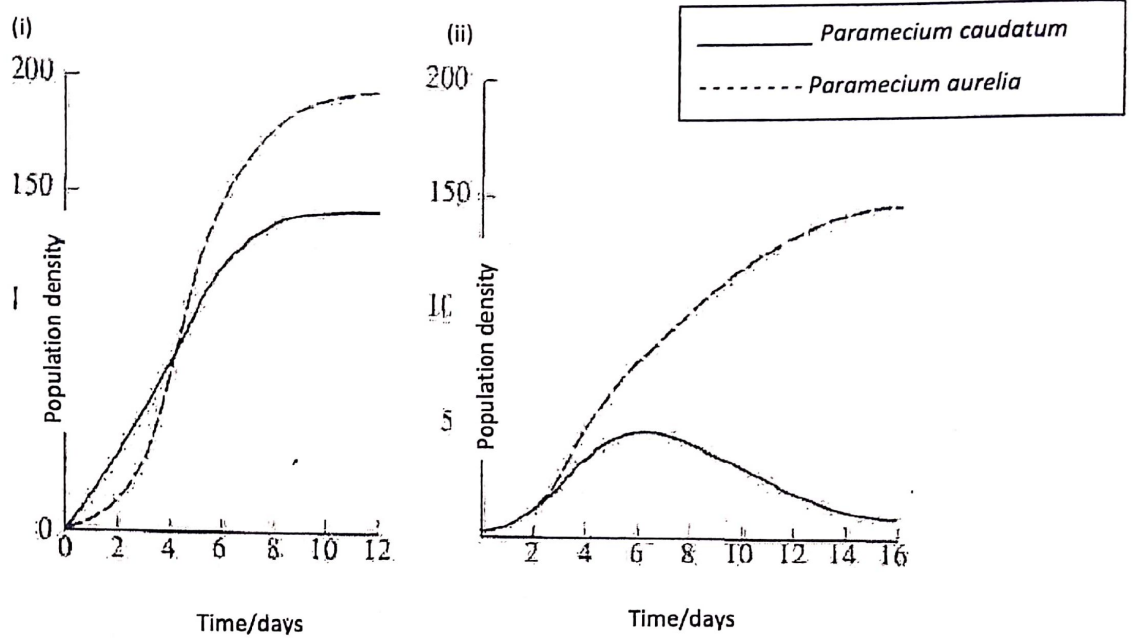 (i)
200
150
Population density
0
0 2 4 6 8 10 12
Time/days
(ii)
200
150
Population density
2 4 6 8 10 12 14 16
Time/days
Paramecium caudatum
Paramecium aurelia